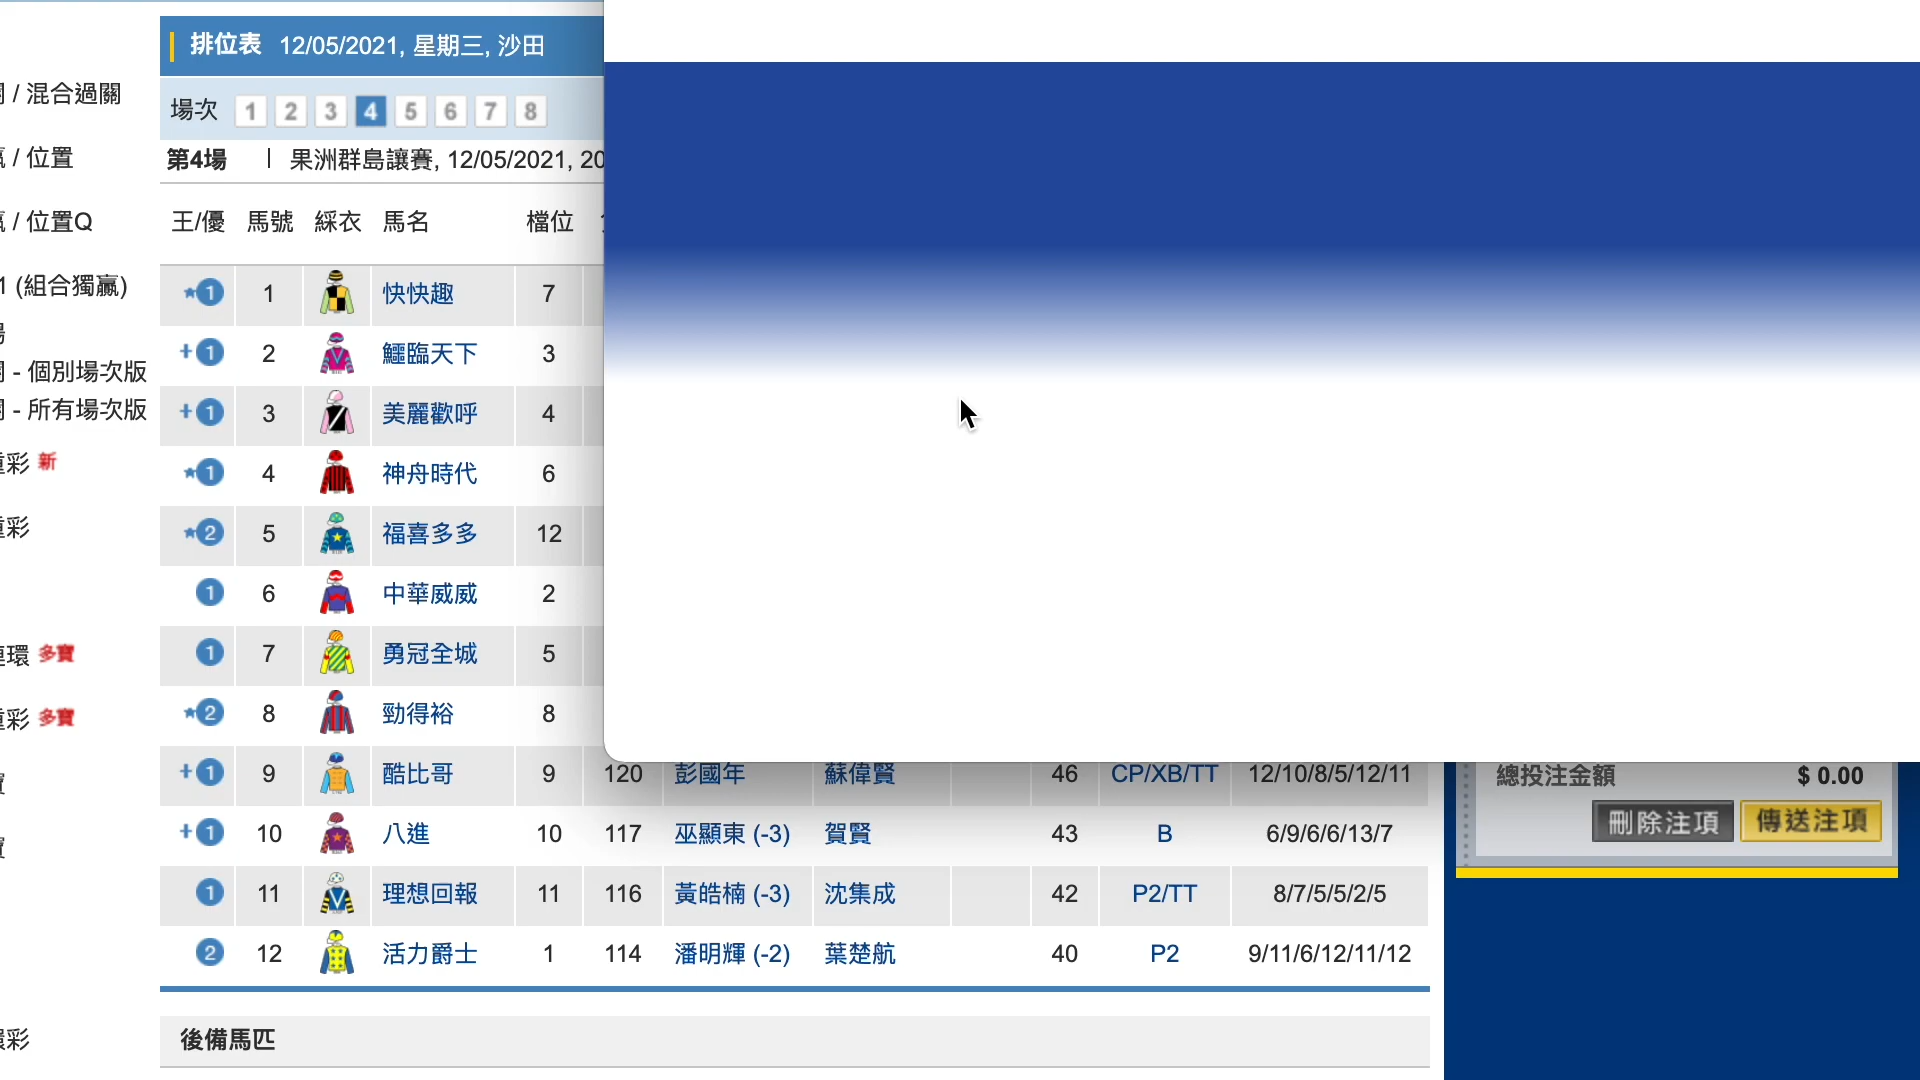 排位表 12/05/2021, 星期三, 沙田
場次 1 2 3 4 5 6 7 8
第4場 | 果洲群島讓賽, 12/05/2021, 20
王/優 馬號 綵衣 馬名 檔位
1 1 快快趣 7
+1 2 鱷臨天下 3
+1 3 美麗歡呼 4
1 4 神舟時代 6
2 5 福喜多多 12
1 6 中華威威 2
1 7 勇冠全城 5
2 8 勁得裕 8
+1 9 酷比哥 9 120 彭國年 蘇偉賢 46 CP/XB/TT 12/10/8/5/12/11
+1 10 八進 10 117 巫顯東 (-3) 賀賢 43 B 6/9/6/6/13/7
1 11 理想回報 11 116 黃皓楠 (-3) 沈集成 42 P2/TT 8/7/5/5/2/5
2 12 活力爵士 1 114 潘明輝 (-2) 葉楚航 40 P2 9/11/6/12/11/12
後備馬匹
/ 混合過關
/ 位置
/ 位置Q
1 (組合獨贏)
- 個別場次版
- 所有場次版
重彩 新
重彩
連環 多寶
重彩 多寶
彩
總投注金額 $ 0.00
刪除注項 傳送注項